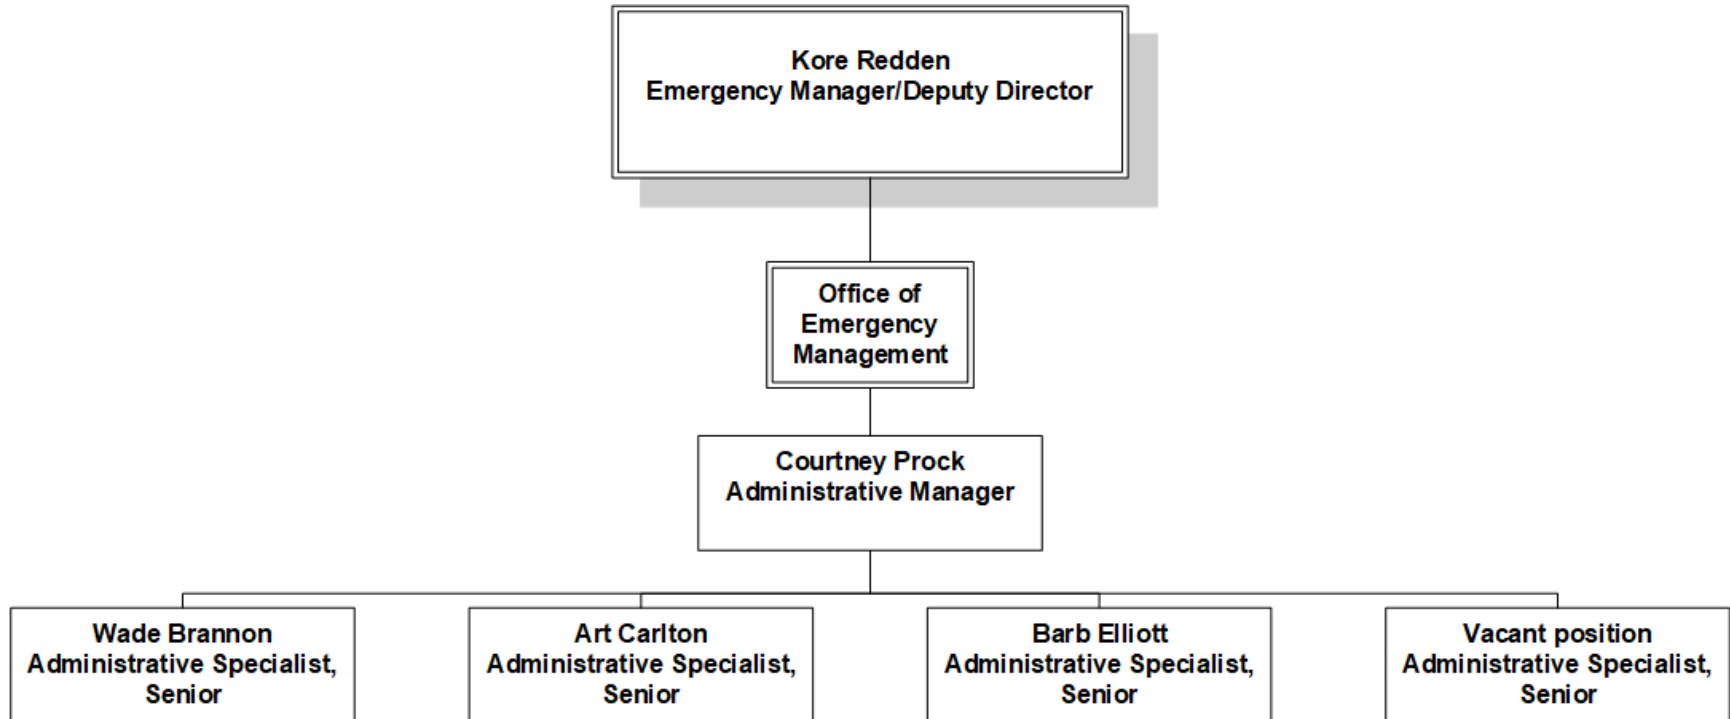 Kore Redden
Emergency Manager/Deputy Director
Office of
Emergency
Management
Courtney Prock
Administrative Manager
Wade Brannon
Administrative Specialist,
Senior
Art Carlton
Administrative Specialist,
Senior
Barb Elliott
Administrative Specialist,
Senior
Vacant position
Administrative Specialist,
Senior